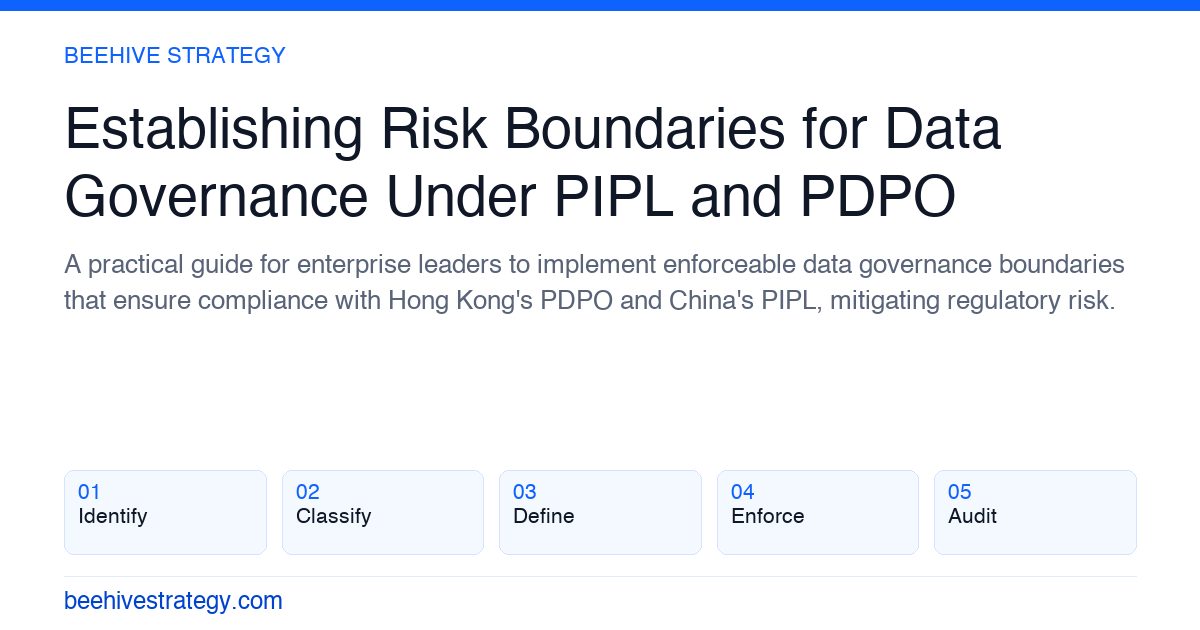 BEEHIVE STRATEGY
Establishing Risk Boundaries for Data
Governance Under PIPL and PDPO
A practical guide for enterprise leaders to implement enforceable data governance boundaries
that ensure compliance with Hong Kong's PDPO and China's PIPL, mitigating regulatory risk.
01
Identify
02
Classify
03
Define
04
Enforce
05
Audit
beehivestrategy.com